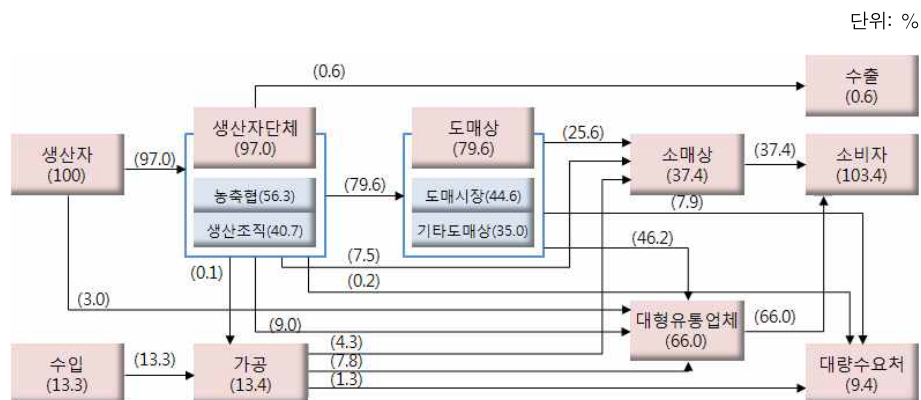 단위: %
(0.6)
수출
(0.6)
생산자단체
(97.0)
도매상
(79.6)
(25.6)
생산자
(100)
(97.0)
소매상
(37.4)
(37.4)
소비자
(103.4)
농축협(56.3)
(79.6)
도매시장(44.6)
(7.9)
생산조직(40.7)
기타도매상(35.0)
(46.2)
(7.5)
(0.1)
(0.2)
(3.0)
(9.0)
대형유통업체
(66.0)
(66.0)
(4.3)
수입
(13.3)
(13.3)
가공
(13.4)
(7.8)
(1.3)
대량수요처
(9.4)